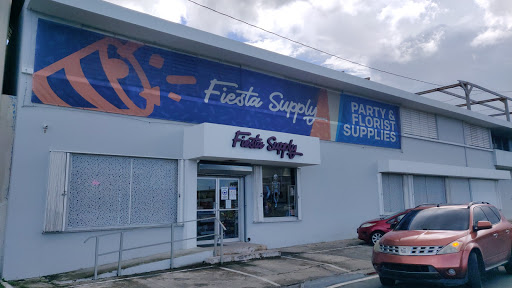 Fiesta Supply
PARTY &
FLORIST
SUPPLIES
Fiesta Supply